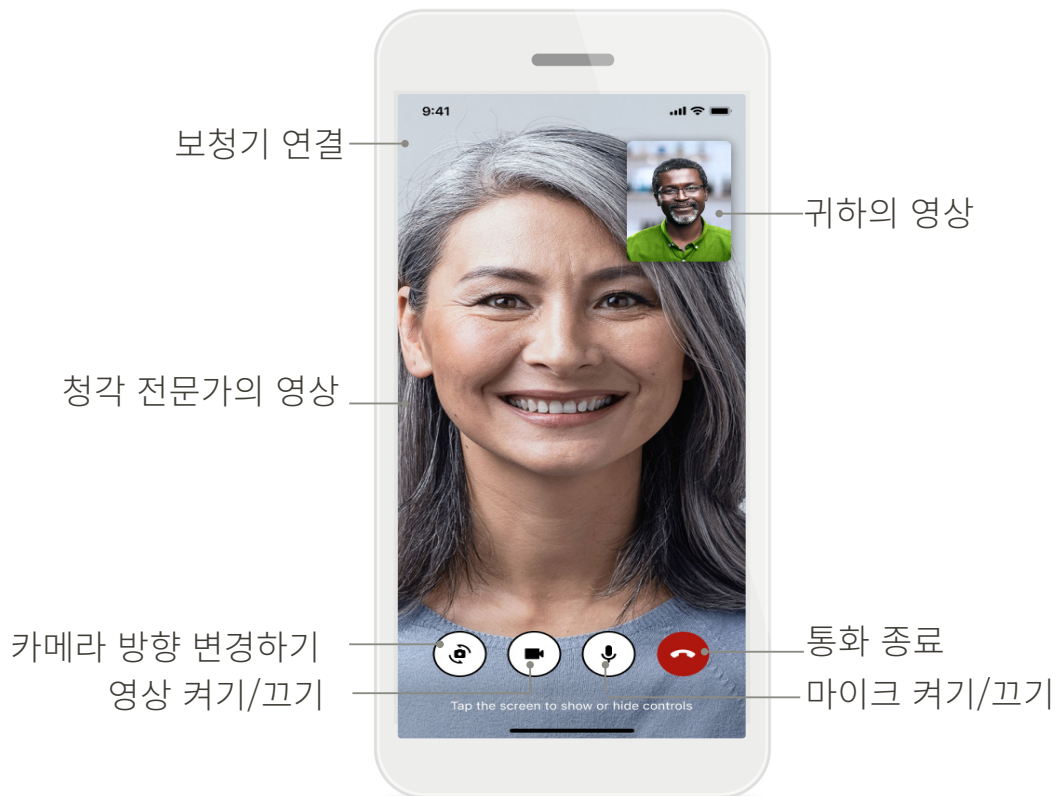 9:41
보청기 연결
귀하의 영상
청각 전문가의 영상
카메라 방향 변경하기
통화 종료
영상 켜기/끄기
마이크 켜기/끄기
Tap the screen to show or hide controls